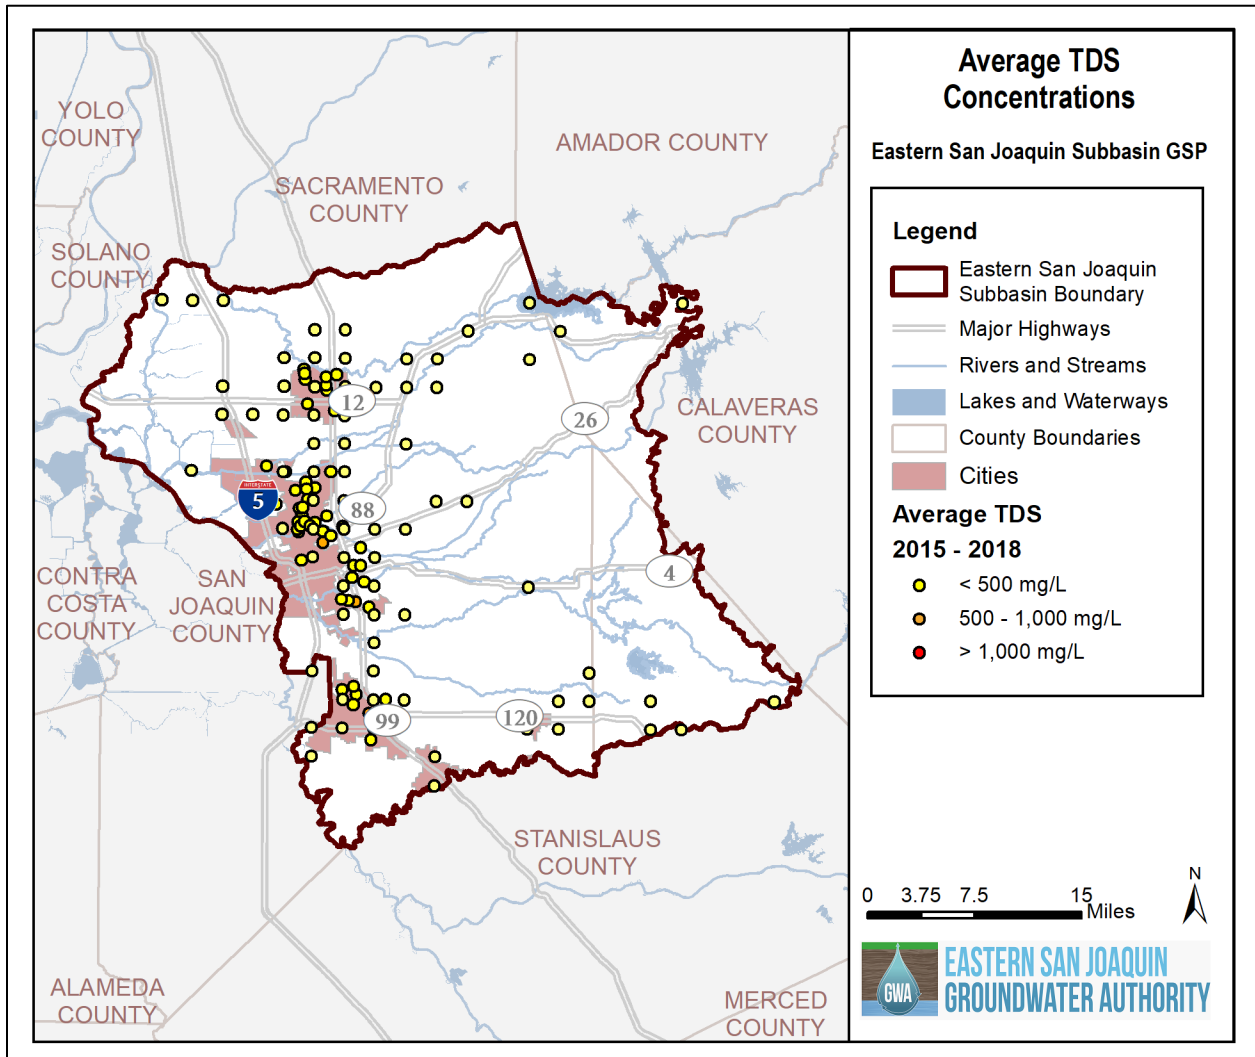 YOLO
COUNTY
AMADOR COUNTY
SACRAMENTO
COUNTY
SOLANO
COUNTY
CALAVERAS
COUNTY
12
26
INTERSTATE
5
88
4
CONTRA
COSTA
COUNTY
SAN
JOAQUIN
COUNTY
99
120
STANISLAUS
COUNTY
ALAMEDA
COUNTY
MERCED
COUNTY
Average TDS
Concentrations
Eastern San Joaquin Subbasin GSP
Legend
Eastern San Joaquin
Subbasin Boundary
Major Highways
Rivers and Streams
Lakes and Waterways
County Boundaries
Cities
Average TDS
2015 - 2018
< 500 mg/L
500 - 1,000 mg/L
> 1,000 mg/L
N
0 3.75 7.5 15
Miles
GWA
EASTERN SAN JOAQUIN
GROUNDWATER AUTHORITY